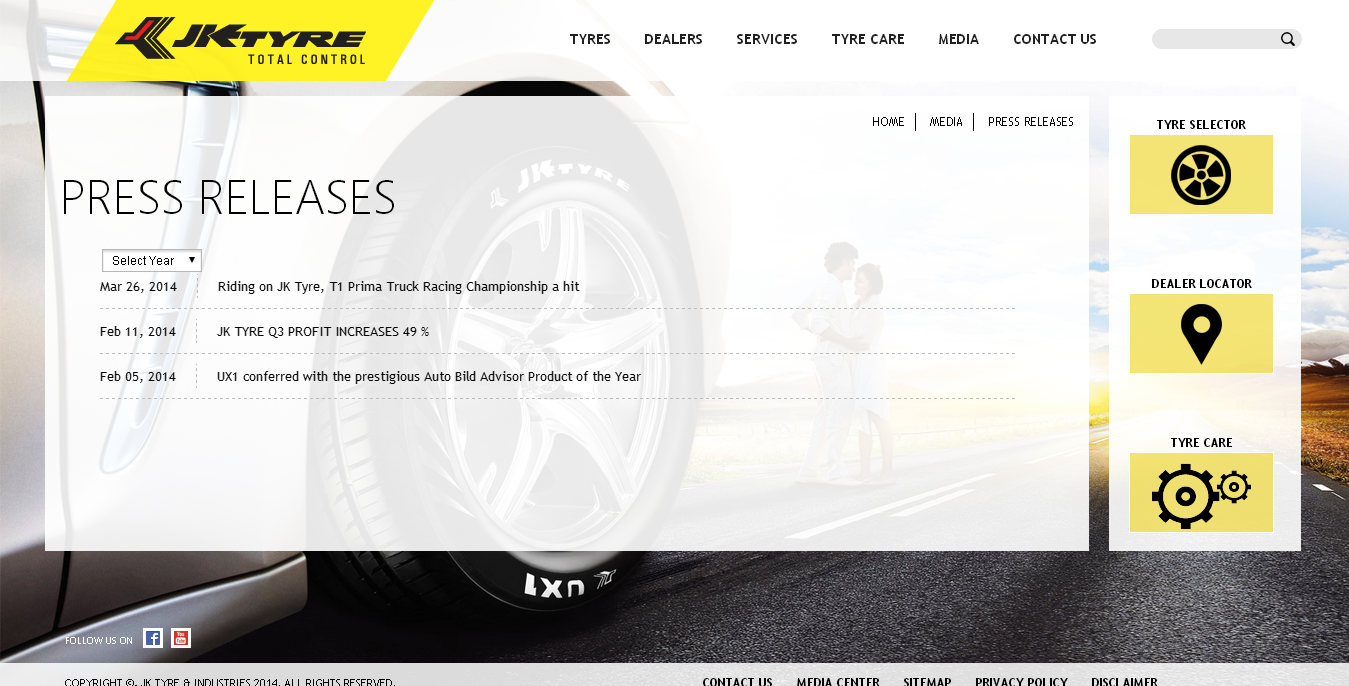 JKTYRE
TOTAL CONTROL
TYRES DEALERS SERVICES TYRE CARE MEDIA CONTACT US
HOME MEDIA PRESS RELEASES
PRESS RELEASES
Select Year
Mar 26, 2014 Riding on JK Tyre, T1 Prima Truck Racing Championship a hit
Feb 11, 2014 JK TYRE Q3 PROFIT INCREASES 49 %
Feb 05, 2014 UX1 conferred with the prestigious Auto Bild Advisor Product of the Year
TYRE SELECTOR
DEALER LOCATOR
TYRE CARE
JKTYRE
UX1
FOLLOW US ON
You Tube
COPYRIGHT ©. JK TYRE & INDUSTRIES 2014. ALL RIGHTS RESERVED.
CONTACT US MEDIA CENTER SITEMAP PRIVACY POLICY DISCLAIMER